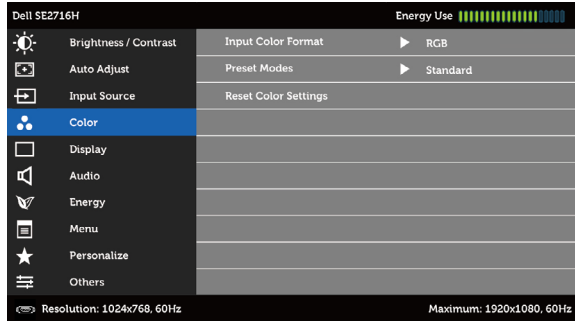 Dell SE2716H Energy Use
Brightness / Contrast Input Color Format RGB
Auto Adjust Preset Modes Standard
Input Source Reset Color Settings
Color
Display
Audio
Energy
Menu
Personalize
Others
Resolution: 1024x768, 60Hz Maximum: 1920x1080, 60Hz